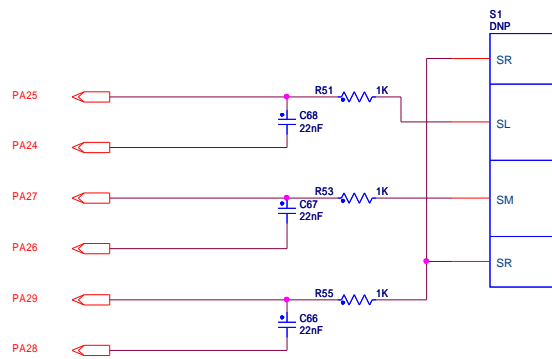 S1
DNP
SR
PA25
R51
1K
C68
22nF
SL
PA24
PA27
R53
1K
C67
22nF
SM
PA26
SR
PA29
R55
1K
C66
22nF
PA28